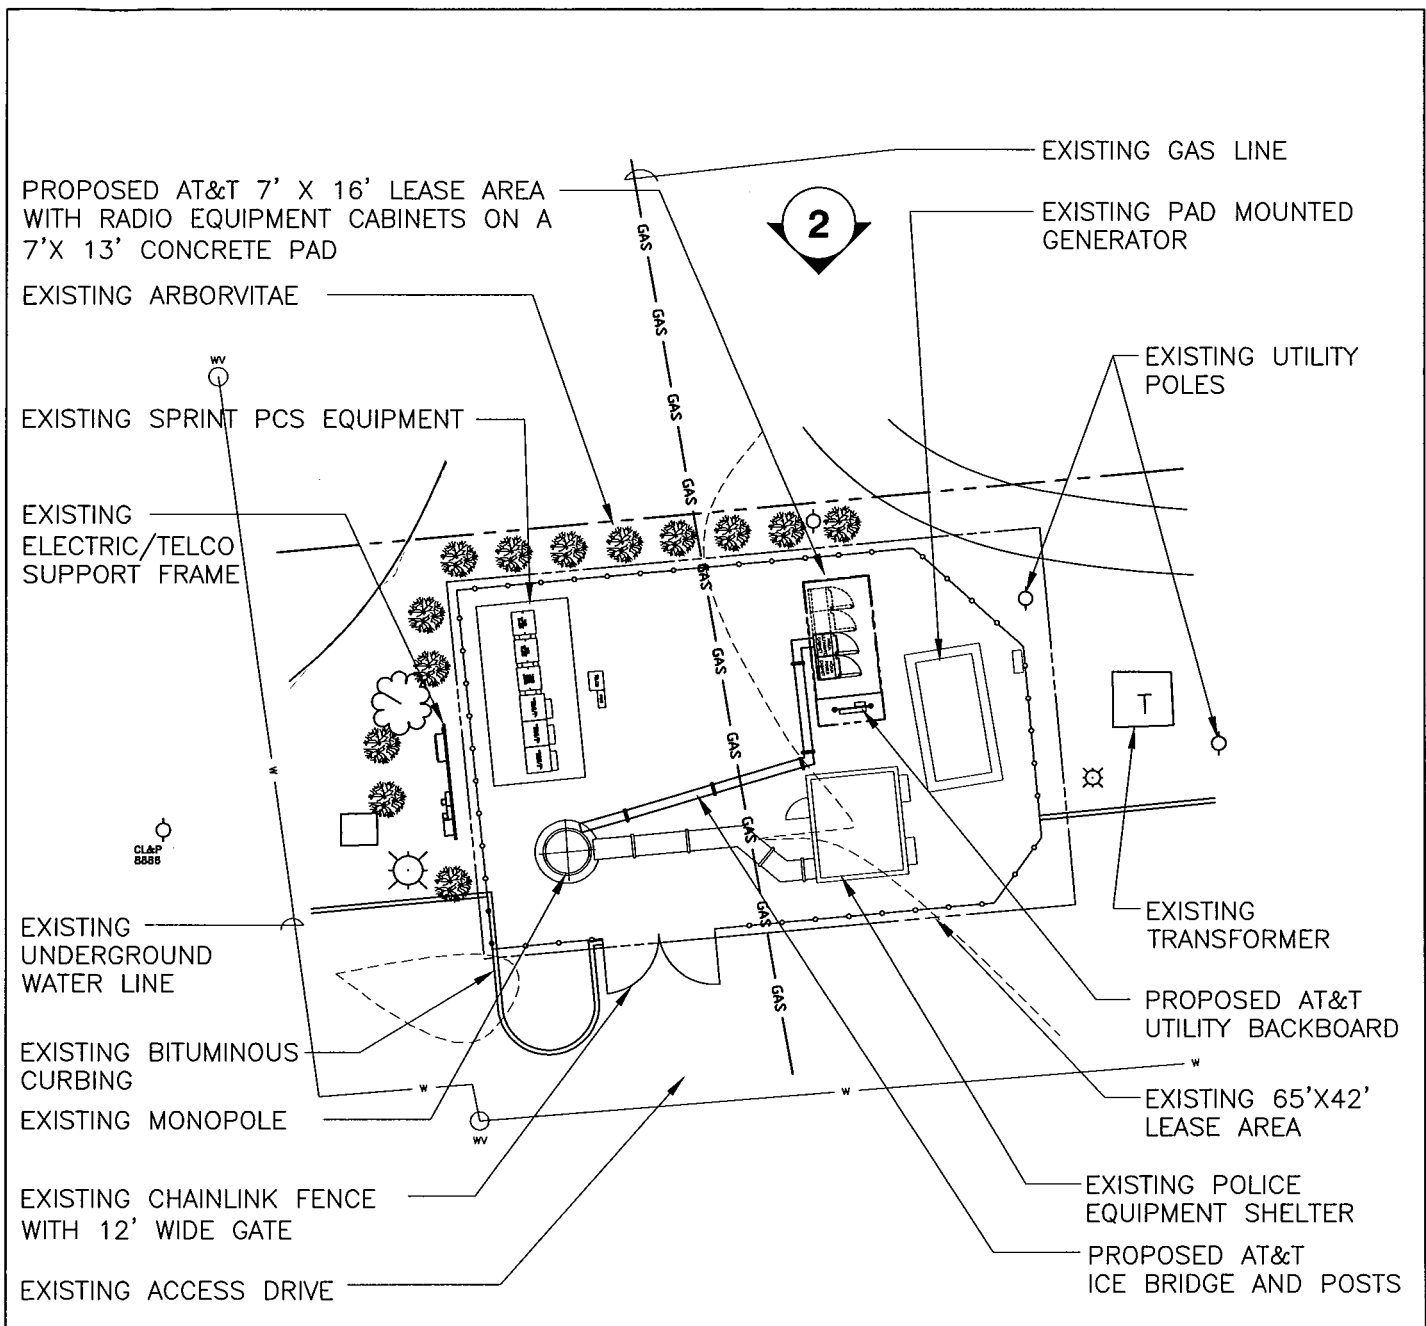 EXISTING GAS LINE
PROPOSED AT&T 7' X 16' LEASE AREA
WITH RADIO EQUIPMENT CABINETS ON A
7'X 13' CONCRETE PAD
2
EXISTING PAD MOUNTED
GENERATOR
EXISTING ARBORVITAE
EXISTING UTILITY
POLES
WV
EXISTING SPRINT PCS EQUIPMENT
EXISTING
ELECTRIC/TELCO
SUPPORT FRAME
GAS
GAS
GAS
GAS
GAS
GAS
GAS
GAS
GAS
GAS
GAS
T
W
CL&P
EXISTING
UNDERGROUND
WATER LINE
EXISTING
TRANSFORMER
PROPOSED AT&T
UTILITY BACKBOARD
EXISTING BITUMINOUS
CURBING
W
W
W
EXISTING 65'X42'
LEASE AREA
EXISTING MONOPOLE
WV
EXISTING POLICE
EQUIPMENT SHELTER
EXISTING CHAINLINK FENCE
WITH 12' WIDE GATE
PROPOSED AT&T
ICE BRIDGE AND POSTS
EXISTING ACCESS DRIVE